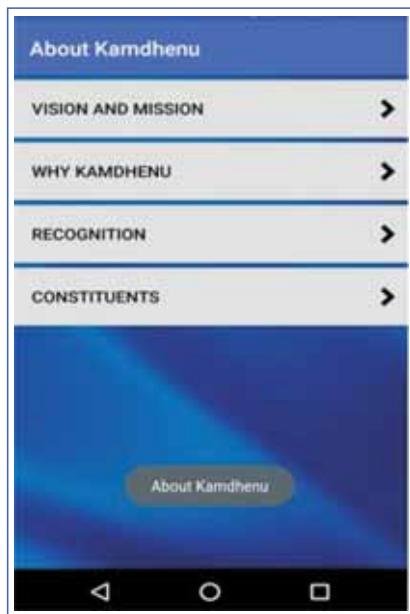 About Kamdhenu
VISION AND MISSION
WHY KAMDHENU
RECOGNITION
CONSTITUENTS
About Kamdhenu